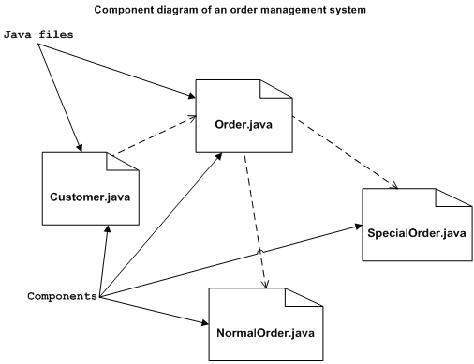 Component diagram of an order management system
Java files
Order.java
Customer.java
SpecialOrder.java
Components
NormalOrder.java